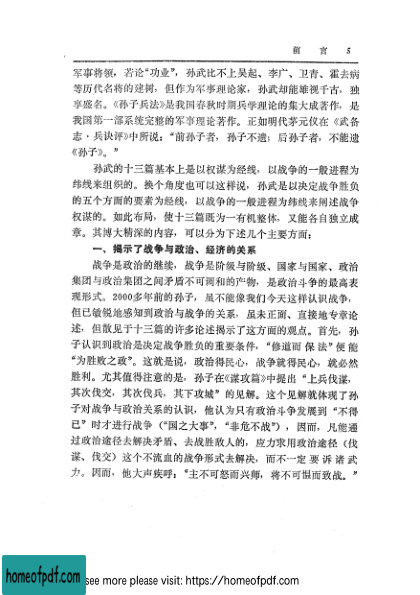 前 言 5
军事将领，若论“功业”，孙武比不上吴起、李广、卫青、霍去病
等历代名将的建树，但作为军事理论家，孙武却能雄视千古，独
享盛名。《孙子兵法》是我国春秋时期兵学理论的集大成著作，是
我国第一部系统完整的军事理论著作。正如明代茅元仪在《武备
志·兵诀评》中所说：“前孙子者，孙子不遗；后孙子者，不能遗
《孙子》。”
孙武的十三篇基本上是以权谋为经线，以战争的一般进程为
纬线来组织的。换个角度也可以这样说，孙武是以决定战争胜负
的五个方面的要素为经线，以战争的一般进程为纬线来阐述战争
权谋的。如此布局，使十三篇既为一有机整体，又能各自独立成
章。其博大精深的内容，可以分为下述几个主要方面：
一、揭示了战争与政治、经济的关系
战争是政治的继续，战争是阶级与阶级、国家与国家、政治
集团与政治集团之间矛盾不可调和的产物，是政治斗争的最高表
现形式。2000多年前的孙子，虽不能像我们今天这样认识战争，
但已敏锐地感知到政治与战争的关系，虽未正面、直接地专章论
述，但散见于十三篇的许多论述揭示了这方面的观点。首先，孙
子认识到政治是决定战争胜负的重要条件，“修道而保法”便能
“为胜败之政”。这就是说，政治得民心，战争就得民心，就必然
胜利。尤其值得注意的是，孙子在《谋攻篇》中提出“上兵伐谋，
其次伐交，其次伐兵，其下攻城”的见解。这个见解就体现了孙
子对战争与政治关系的认识，他认为只有政治斗争发展到“不得
已”时才进行战争（“国之大事”，“非危不战”），因而，凡能通
过政治途径去解决矛盾、去战胜敌人的，应力求用政治途径（伐
谋、伐交）这个不流血的战争形式去解决，而不一定要诉诸武
力。因而，他大声疾呼：“主不可怒而兴师，将不可愠而致战。”
homeofpdf.com
see more please visit: https://homeofpdf.com